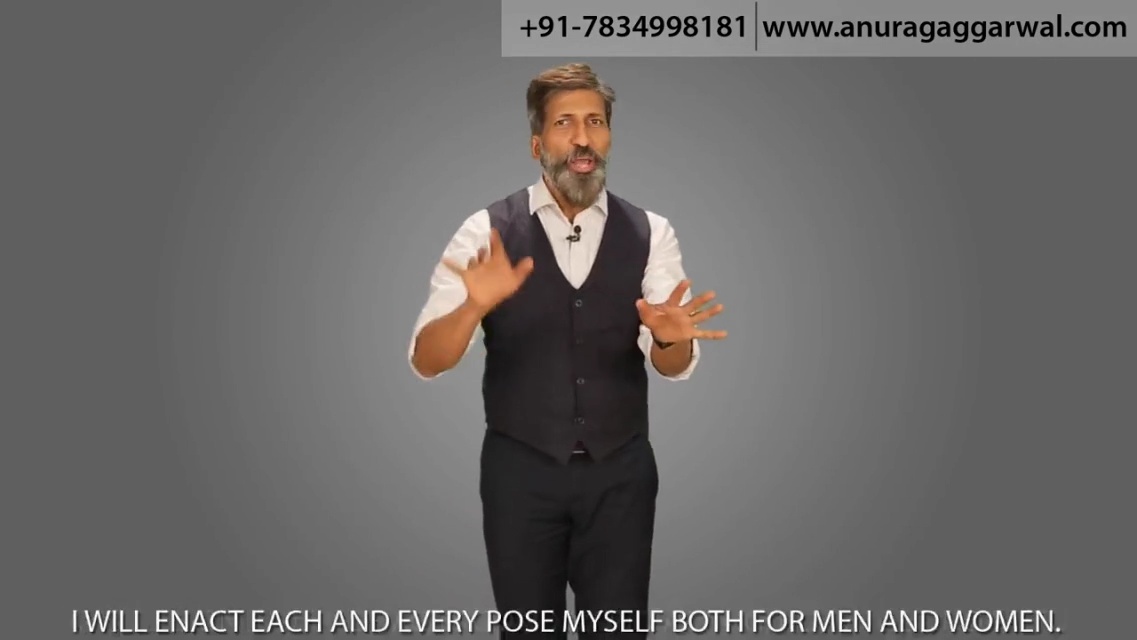 +91-7834998181 | www.anuragaggarwal.com
I WILL ENACT EACH AND EVERY POSE MYSELF BOTH FOR MEN AND WOMEN.